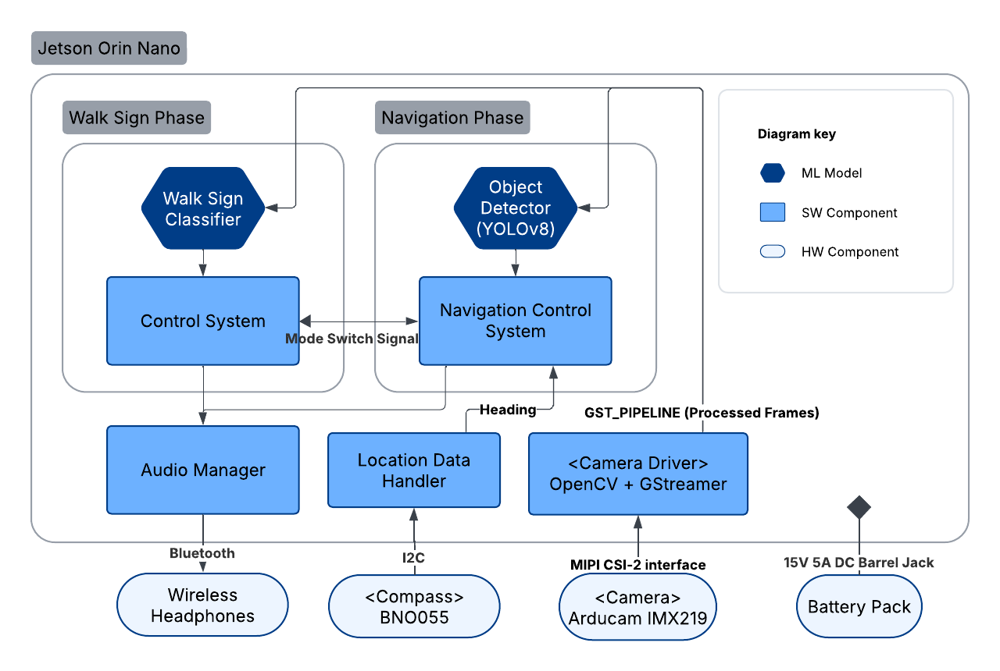 Jetson Orin Nano
Walk Sign Phase
Navigation Phase
Diagram key
ML Model
SW Component
HW Component
Walk Sign
Classifier
Object
Detector
(YOLOv8)
Control System
Mode Switch Signal
Navigation Control
System
Heading
GST_PIPELINE (Processed Frames)
Audio Manager
Location Data
Handler
<Camera Driver>
OpenCV + GStreamer
Bluetooth
I2C
MIPI CSI-2 interface
15V 5A DC Barrel Jack
Wireless
Headphones
<Compass>
BNO055
<Camera>
Arducam IMX219
Battery Pack